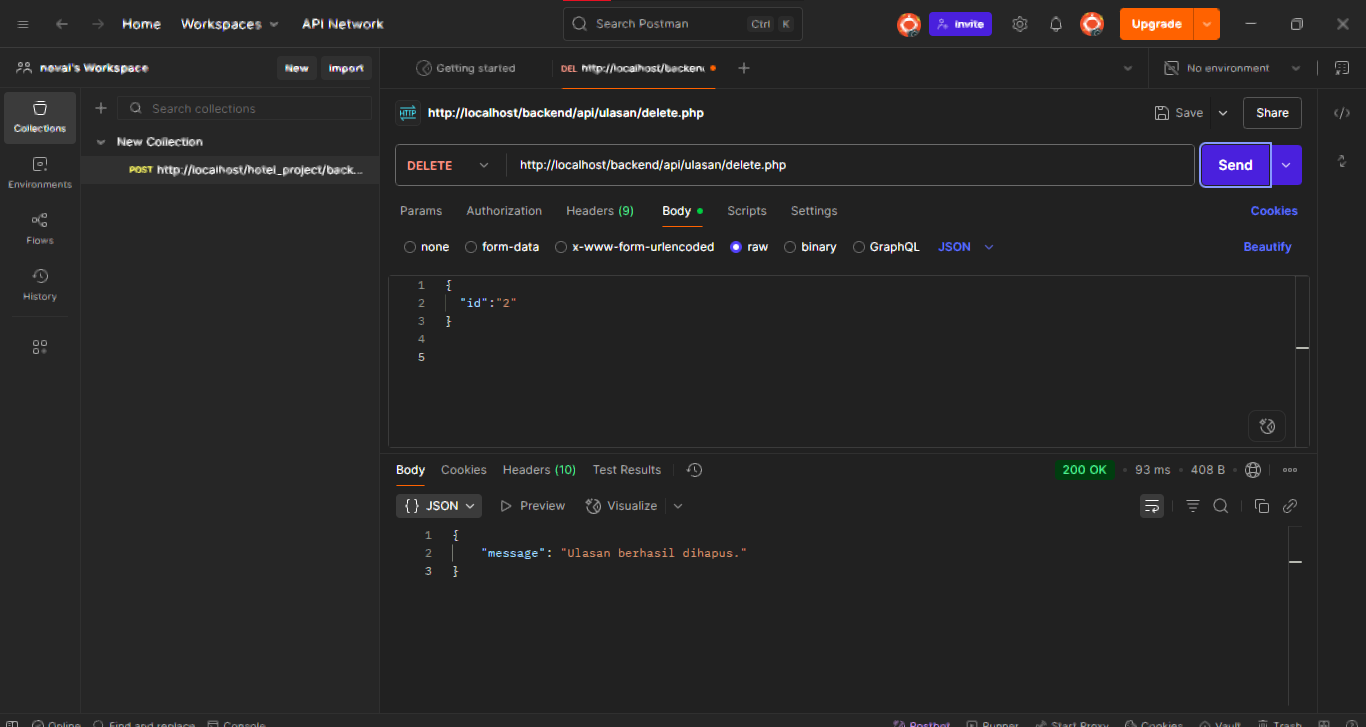 Home Workspaces API Network Search Postman Ctrl K Invite Upgrade
noval's Workspace New Import Getting started DEL http://localhost/backen No environment
Search collections
HTTP http://localhost/backend/api/ulasan/delete.php Save Share
Collections
New Collection
POST http://localhost/hotel_project/back...
DELETE http://localhost/backend/api/ulasan/delete.php Send
Environments
Params Authorization Headers (9) Body Scripts Settings Cookies
Flows
none form-data x-www-form-urlencoded raw binary GraphQL JSON Beautify
History
1 {
2 "id":"2"
3 }
4
5
Body Cookies Headers (10) Test Results 200 OK 93 ms 408 B
{} JSON Preview Visualize
1 {
2 "message": "Ulasan berhasil dihapus."
3 }
Online Find and replace Console Postbot Runner Start Proxy Cookies Vault Trash